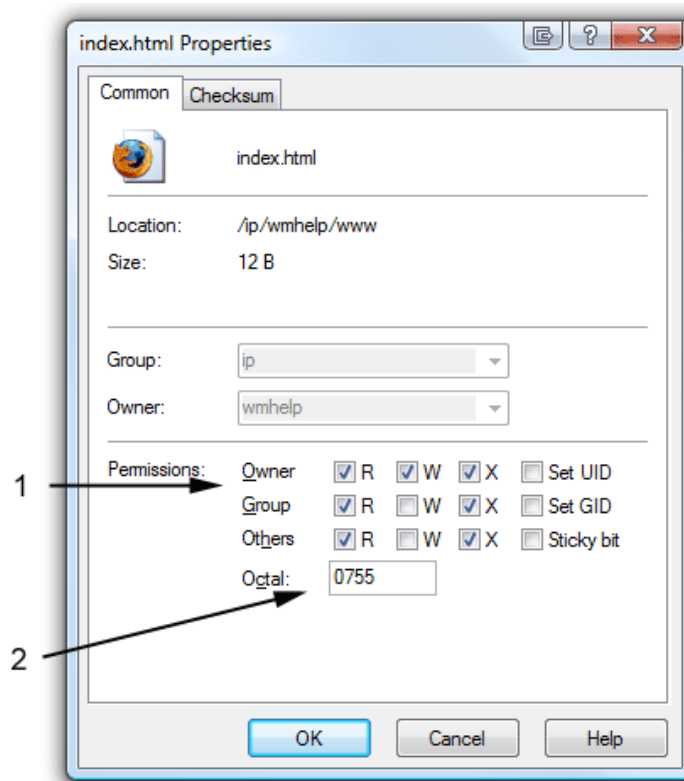 index.html Properties
?
X
Common Checksum
index.html
Location: /ip/wmhelp/www
Size: 12 B
Group: ip
Owner: wmhelp
1
Permissions: Owner R W X Set UID
Group R W X Set GID
Others R W X Sticky bit
Octal: 0755
2
OK Cancel Help